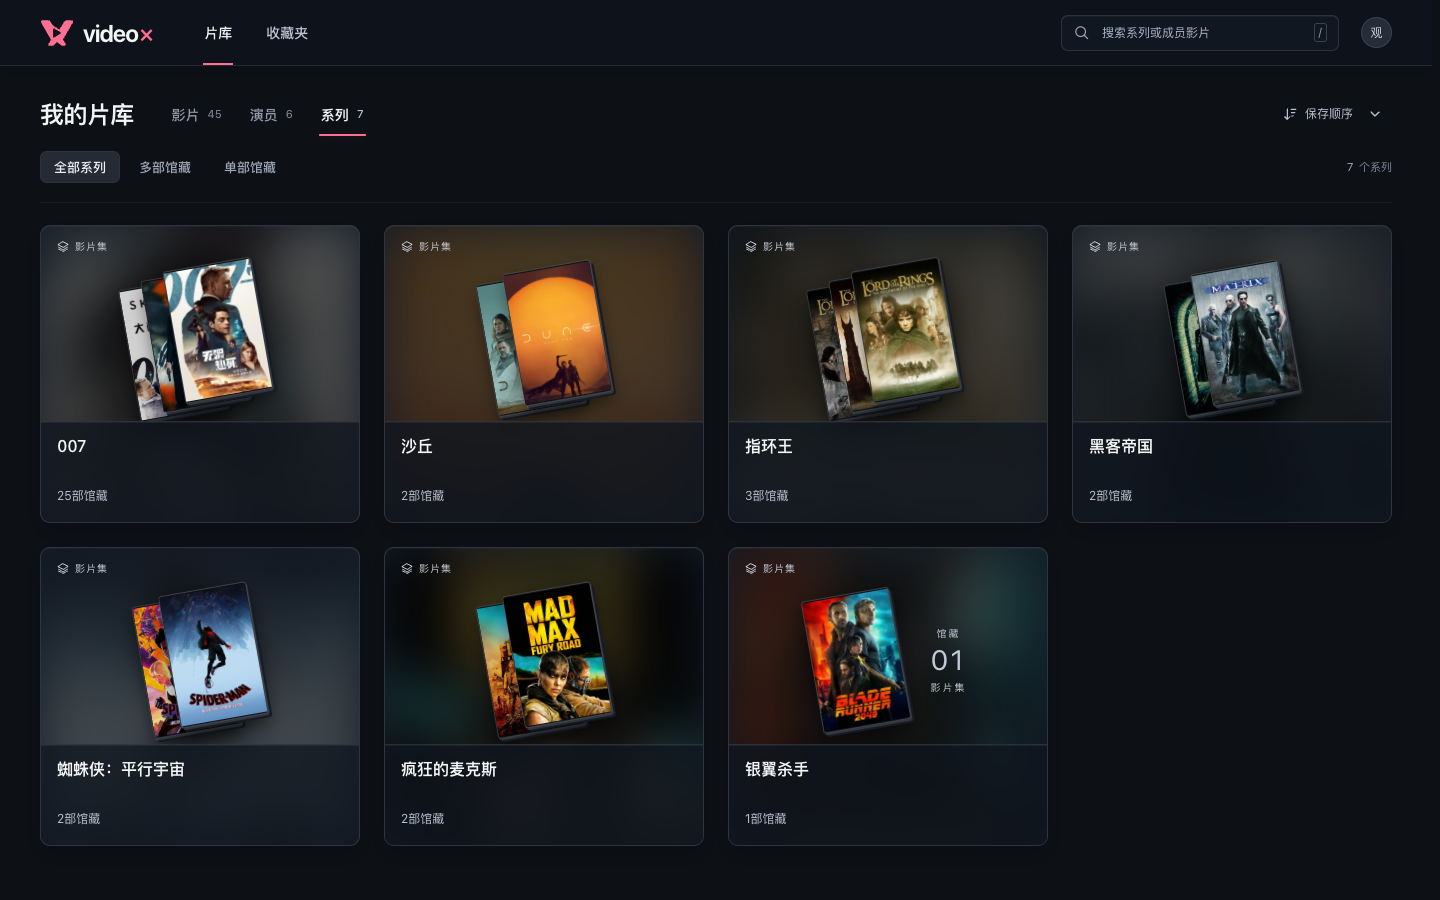 videox
片库
收藏夹
搜索系列或成员影片
/
观
我的片库
影片 45
演员 6
系列 7
保存顺序
全部系列
多部馆藏
单部馆藏
7 个系列
影片集
007
无暇
赴死
007
25部馆藏
影片集
DUNE
沙丘
2部馆藏
影片集
THE LORD OF THE RINGS
指环王
3部馆藏
影片集
MATRIX
黑客帝国
2部馆藏
影片集
SPIDER-MAN
蜘蛛侠：平行宇宙
2部馆藏
影片集
MAD
MAX
FURY ROAD
疯狂的麦克斯
2部馆藏
影片集
BLADE
RUNNER
2049
馆藏
01
影片集
银翼杀手
1部馆藏